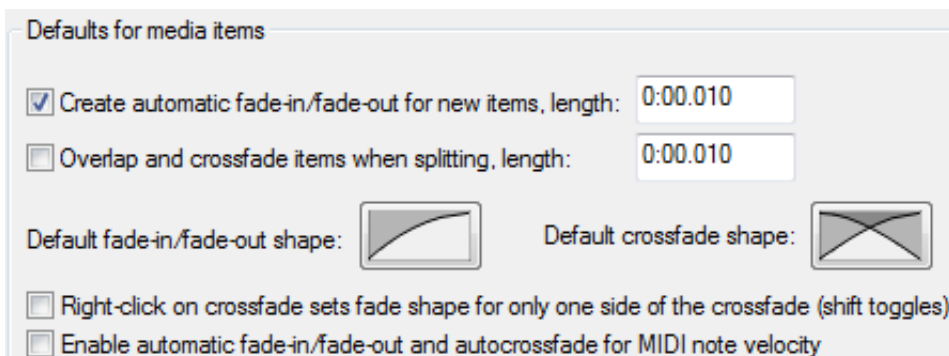 Defaults for media items
Create automatic fade-in/fade-out for new items, length: 0:00.010
Overlap and crossfade items when splitting, length: 0:00.010
Default fade-in/fade-out shape: Default crossfade shape:
Right-click on crossfade sets fade shape for only one side of the crossfade (shift toggles)
Enable automatic fade-in/fade-out and autocrossfade for MIDI note velocity